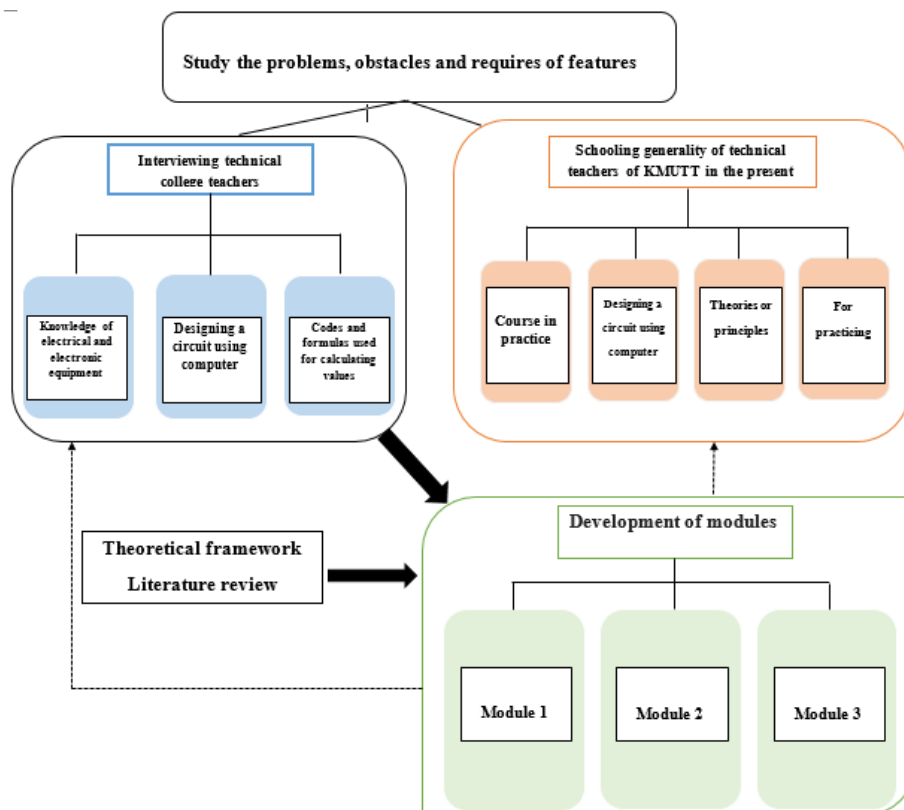 Study the problems, obstacles and requires of features
Interviewing technical
college teachers
Schooling generality of technical
teachers of KMUTT in the present
Knowledge of
electrical and
electronic
equipment
Designing a
circuit using
computer
Codes and
formulas used
for calculating
values
Course in
practice
Designing a
circuit using
computer
Theories or
principles
For
practicing
Theoretical framework
Literature review
Development of modules
Module 1
Module 2
Module 3